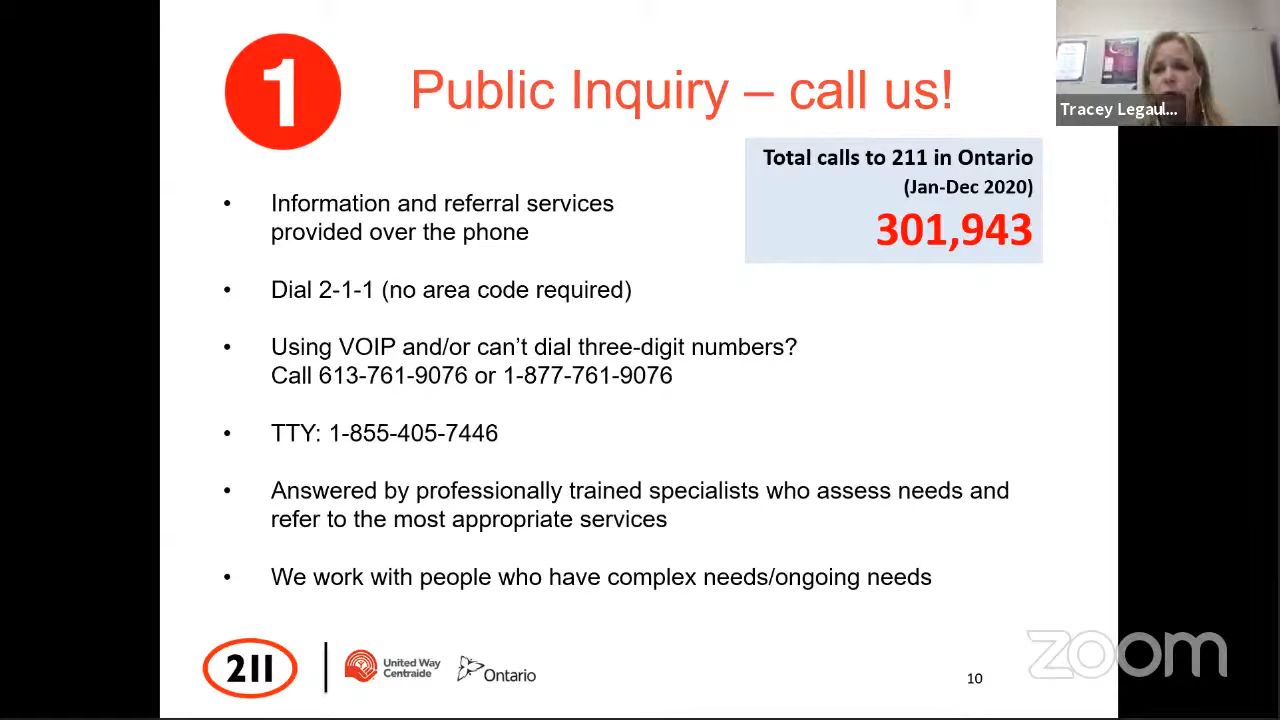 1
Public Inquiry – call us!
Tracey Legaul...
Total calls to 211 in Ontario
(Jan-Dec 2020)
301,943
• Information and referral services
provided over the phone
• Dial 2-1-1 (no area code required)
• Using VOIP and/or can’t dial three-digit numbers?
Call 613-761-9076 or 1-877-761-9076
• TTY: 1-855-405-7446
• Answered by professionally trained specialists who assess needs and
refer to the most appropriate services
• We work with people who have complex needs/ongoing needs
211
United Way
Centraide
Ontario
10
zoom